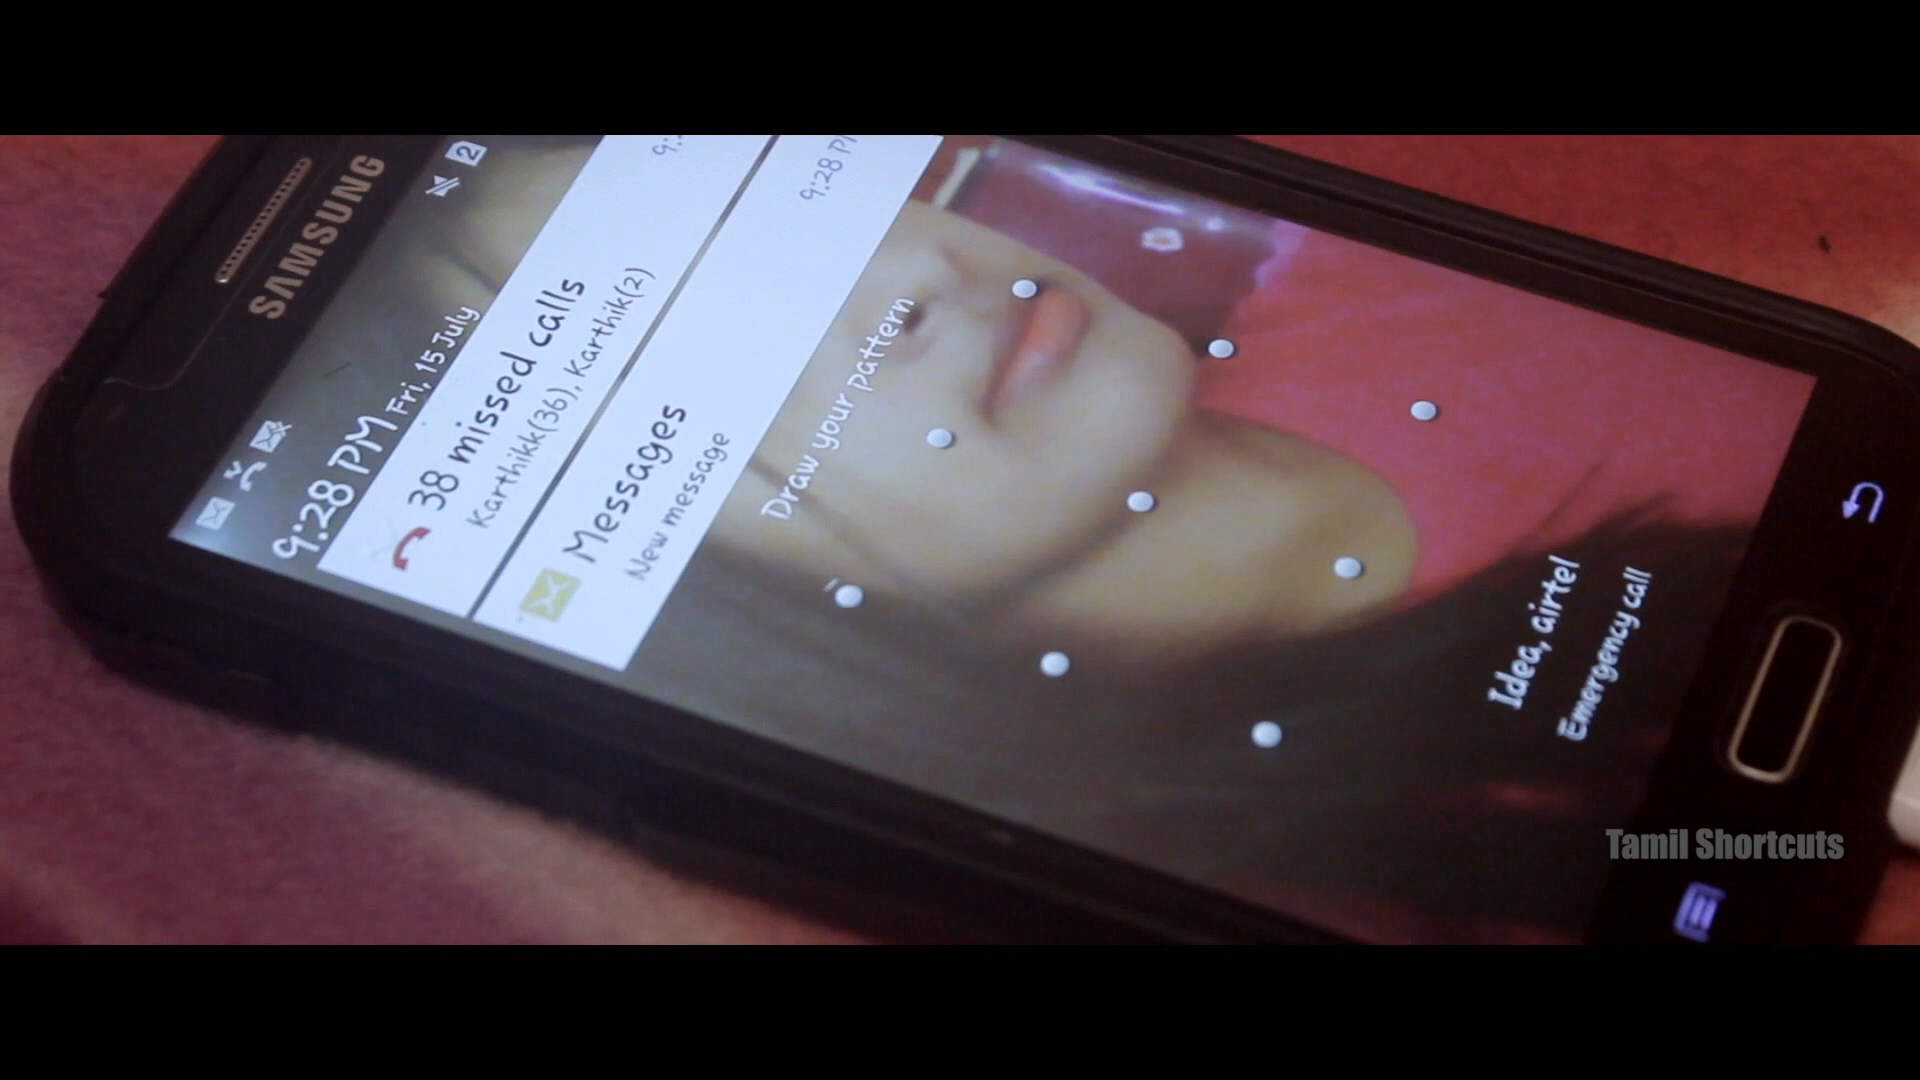 SAMSUNG
2
9:28 PM Fri, 15 July
38 missed calls
Karthikk(36), Karthik(2)
Messages
9:28 P
New message
Draw your pattern
Idea, airtel
Emergency call
Tamil Shortcuts